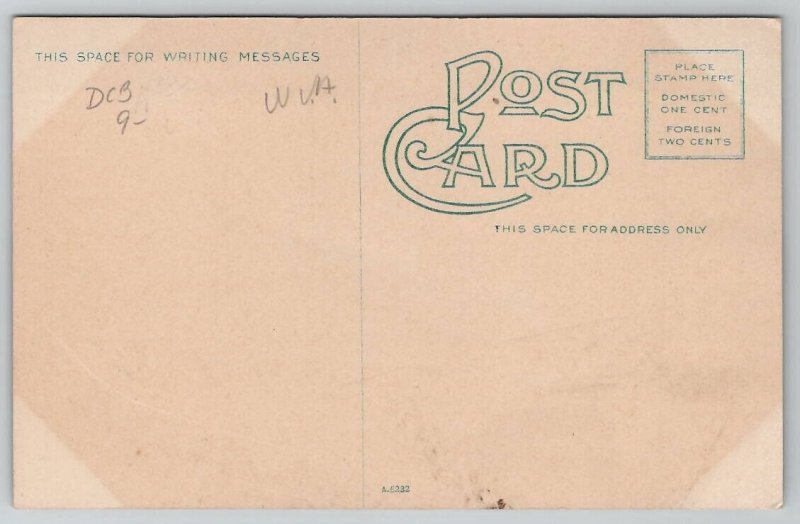 THIS SPACE FOR WRITING MESSAGES
DCB
9-
W V.A.
POST
CARD
PLACE
STAMP HERE
DOMESTIC
ONE CENT
FOREIGN
TWO CENTS
THIS SPACE FOR ADDRESS ONLY
A-6232